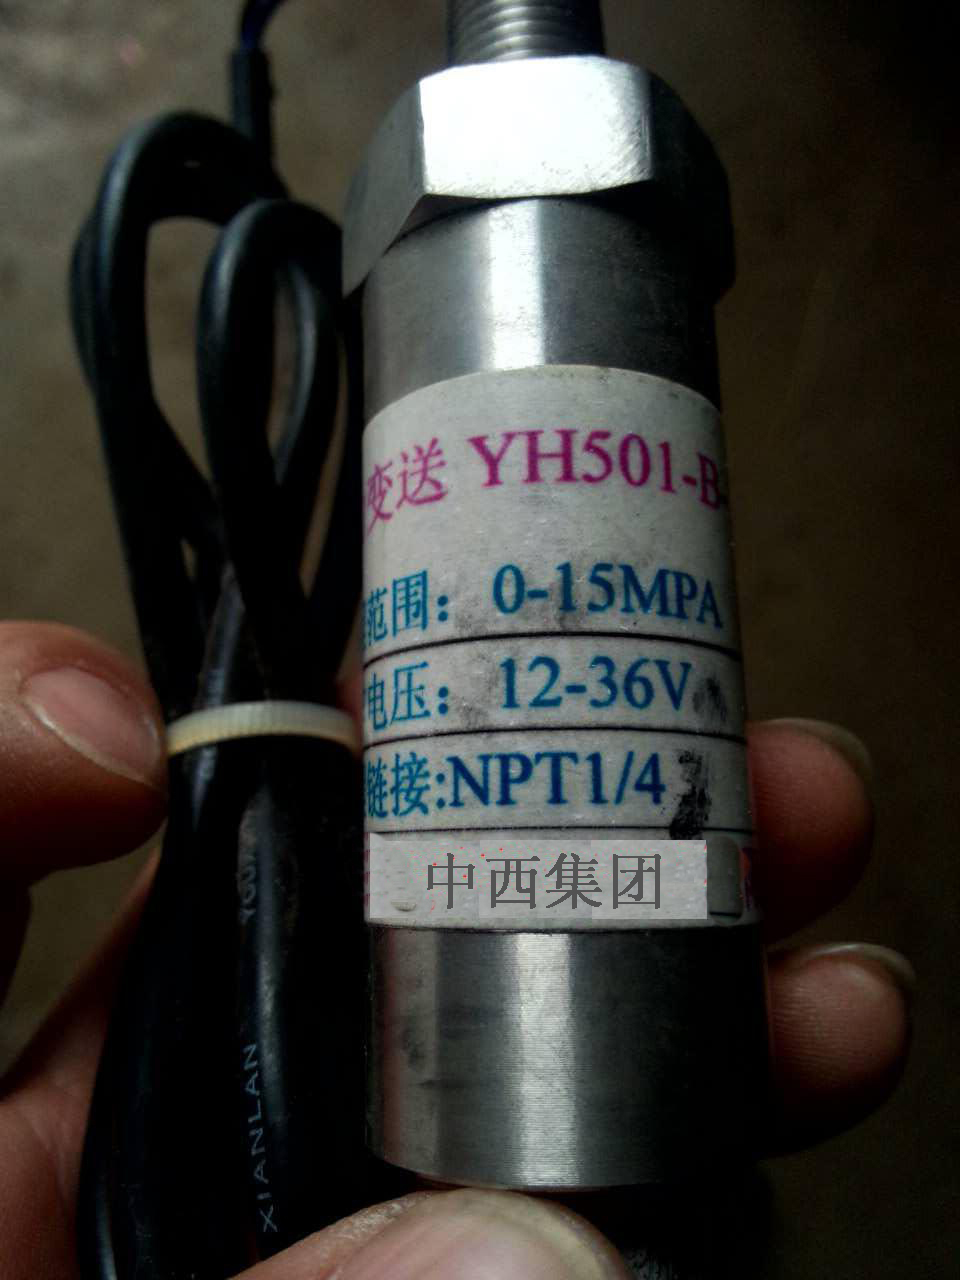 变送 YH501-B-
范围: 0-15MPA
电压: 12-36V
链接:NPT1/4
中西集团
XIANLAN